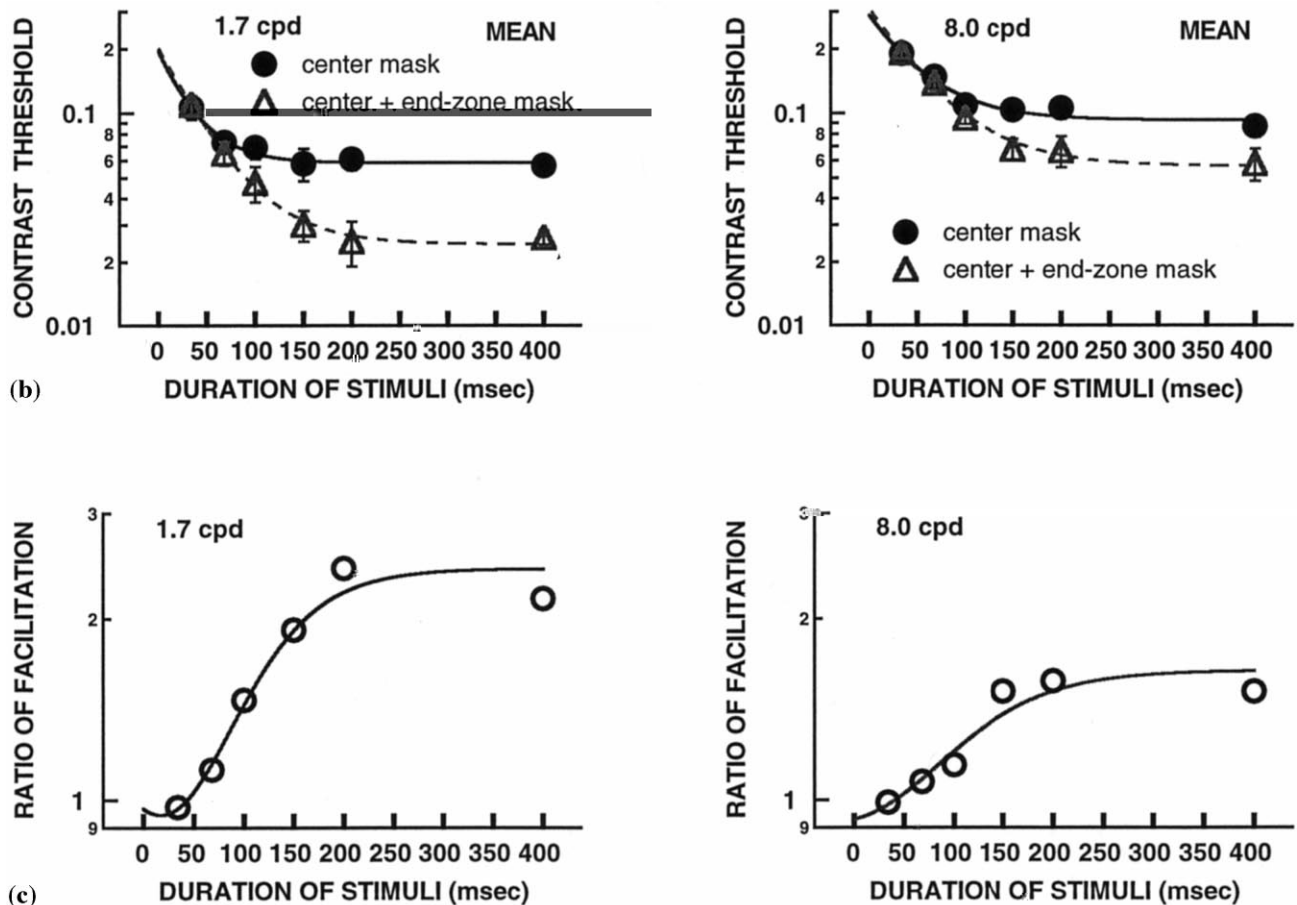 1.7 cpd MEAN
center mask
center + end-zone mask
CONTRAST THRESHOLD
2
0.1
8
6
4
2
0.01
0 50 100 150 200 250 300 350 400
DURATION OF STIMULI (msec)
(b)
8.0 cpd MEAN
center mask
center + end-zone mask
CONTRAST THRESHOLD
2
0.1
8
6
4
2
0.01
0 50 100 150 200 250 300 350 400
DURATION OF STIMULI (msec)
1.7 cpd
RATIO OF FACILITATION
3
2
1
9
0 50 100 150 200 250 300 350 400
DURATION OF STIMULI (msec)
(c)
8.0 cpd
RATIO OF FACILITATION
3
2
1
9
0 50 100 150 200 250 300 350 400
DURATION OF STIMULI (msec)